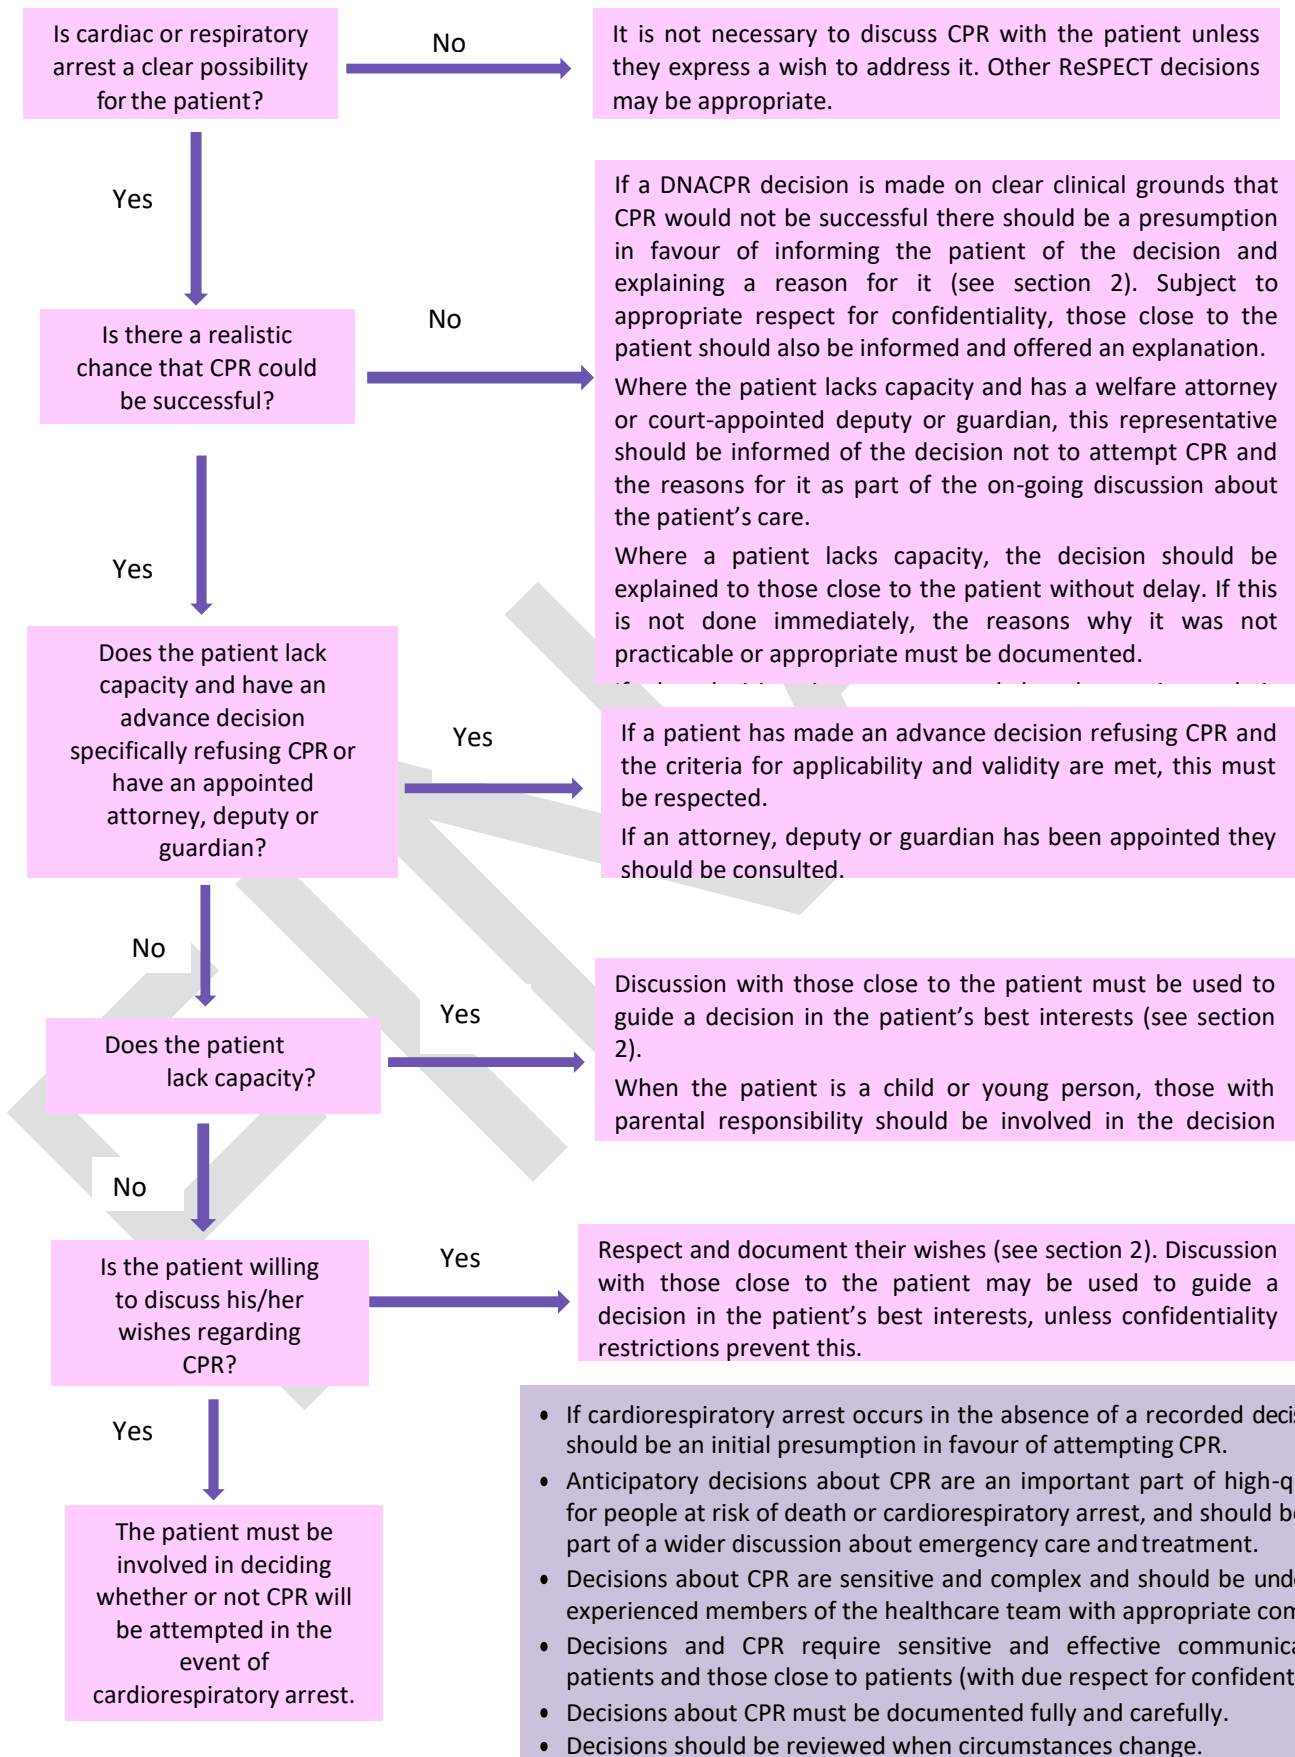 Is cardiac or respiratory
arrest a clear possibility
for the patient?
No
It is not necessary to discuss CPR with the patient unless
they express a wish to address it. Other ReSPECT decisions
may be appropriate.
Yes
Is there a realistic
chance that CPR could
be successful?
No
If a DNACPR decision is made on clear clinical grounds that
CPR would not be successful there should be a presumption
in favour of informing the patient of the decision and
explaining a reason for it (see section 2). Subject to
appropriate respect for confidentiality, those close to the
patient should also be informed and offered an explanation.
Where the patient lacks capacity and has a welfare attorney
or court-appointed deputy or guardian, this representative
should be informed of the decision not to attempt CPR and
the reasons for it as part of the on-going discussion about
the patient’s care.
Where a patient lacks capacity, the decision should be
explained to those close to the patient without delay. If this
is not done immediately, the reasons why it was not
practicable or appropriate must be documented.
Yes
Does the patient lack
capacity and have an
advance decision
specifically refusing CPR or
have an appointed
attorney, deputy or
guardian?
Yes
If a patient has made an advance decision refusing CPR and
the criteria for applicability and validity are met, this must
be respected.
If an attorney, deputy or guardian has been appointed they
should be consulted.
No
Does the patient
lack capacity?
Yes
Discussion with those close to the patient must be used to
guide a decision in the patient’s best interests (see section
2).
When the patient is a child or young person, those with
parental responsibility should be involved in the decision
No
Is the patient willing
to discuss his/her
wishes regarding
CPR?
Yes
Respect and document their wishes (see section 2). Discussion
with those close to the patient may be used to guide a
decision in the patient’s best interests, unless confidentiality
restrictions prevent this.
Yes
The patient must be
involved in deciding
whether or not CPR will
be attempted in the
event of
cardiorespiratory arrest.
• If cardiorespiratory arrest occurs in the absence of a recorded
should be an initial presumption in favour of attempting CPR.
• Anticipatory decisions about CPR are an important part of
for people at risk of death or cardiorespiratory arrest, and should
part of a wider discussion about emergency care and treatment.
• Decisions about CPR are sensitive and complex and should be
experienced members of the healthcare team with appropriate
• Decisions and CPR require sensitive and effective
patients and those close to patients (with due respect for
• Decisions about CPR must be documented fully and carefully.
• Decisions should be reviewed when circumstances change.